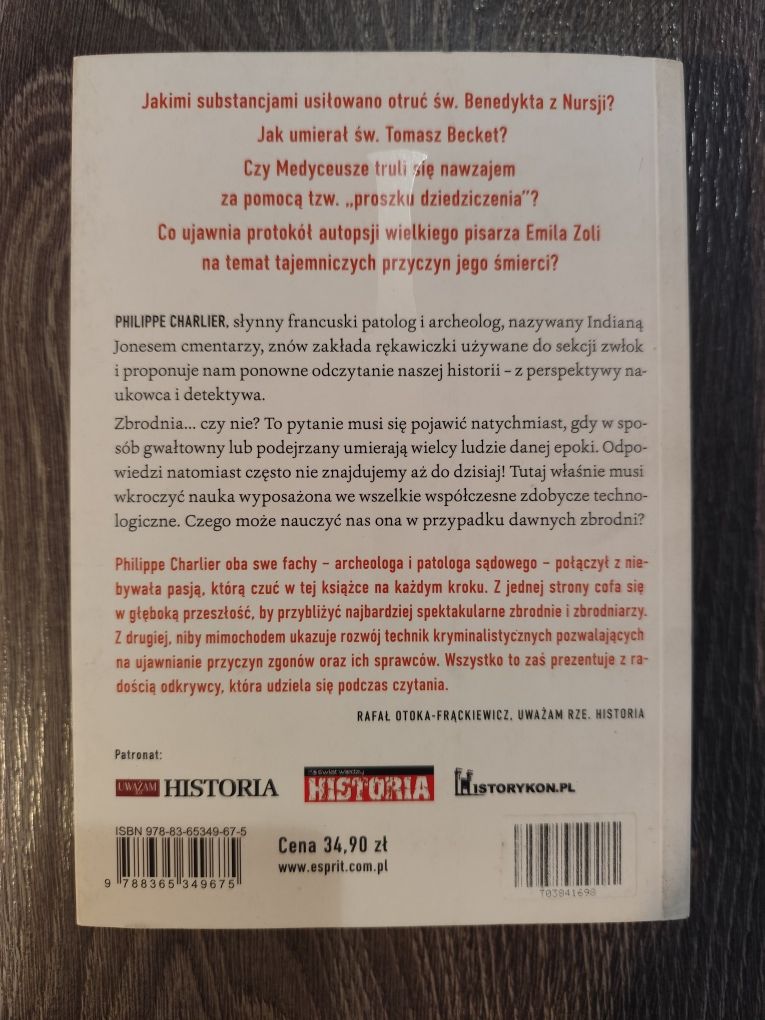 Jakimi substancjami usiłowano otruć św. Benedykta z Nursji?
Jak umierał św. Tomasz Becket?
Czy Medyceusze truli się nawzajem
za pomocą tzw. „proszku dziedziczenia”?
Co ujawnia protokół autopsji wielkiego pisarza Emila Zoli
na temat tajemniczych przyczyn jego śmierci?
PHILIPPE CHARLIER, słynny francuski patolog i archeolog, nazywany Indianą
Jonesem cmentarzy, znów zakłada rękawiczki używane do sekcji zwłok
i proponuje nam ponowne odczytanie naszej historii – z perspektywy na-
ukowca i detektywa.
Zbrodnia... czy nie? To pytanie musi się pojawić natychmiast, gdy w spo-
sób gwałtowny lub podejrzany umierają wielcy ludzie danej epoki. Odpo-
wiedzi natomiast często nie znajdujemy aż do dzisiaj! Tutaj właśnie musi
wkroczyć nauka wyposażona we wszelkie współczesne zdobycze techno-
logiczne. Czego może nauczyć nas ona w przypadku dawnych zbrodni?
Philippe Charlier oba swe fachy – archeologa i patologa sądowego – połączył z nie-
bywała pasją, którą czuć w tej książce na każdym kroku. Z jednej strony cofa się
w głęboką przeszłość, by przybliżyć najbardziej spektakularne zbrodnie i zbrodniarzy.
Z drugiej, niby mimochodem ukazuje rozwój technik kryminalistycznych pozwalających
na ujawnianie przyczyn zgonów oraz ich sprawców. Wszystko to zaś prezentuje z ra-
dością odkrywcy, która udziela się podczas czytania.
RAFAŁ OTOKA-FRĄCKIEWICZ, UWAŻAM RZE. HISTORIA
Patronat:
UWAŻAM HISTORIA
HISTORIA
HISTORYKON.PL
ISBN 978-83-65349-67-5
9 788365 349675
Cena 34,90 zł
www.esprit.com.pl
T03841698